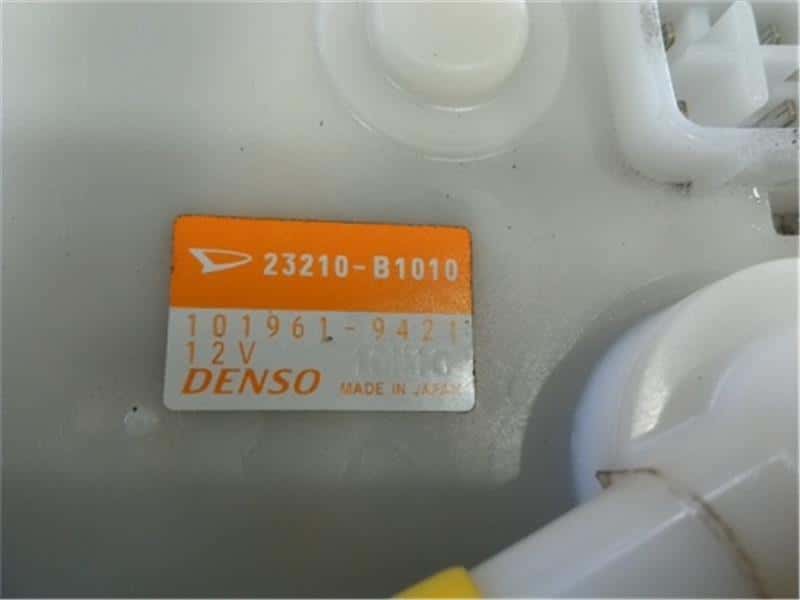 23210-B1010
101961-9421
12V
DENSO MADE IN JAPAN